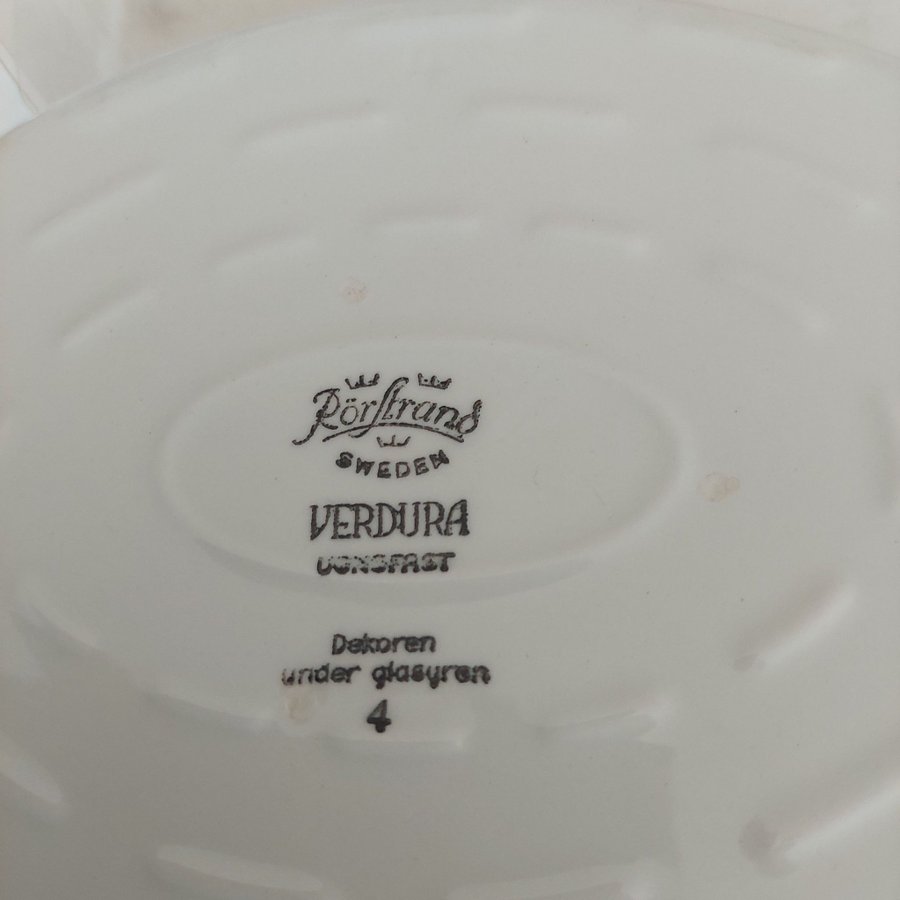 Rörstrand
SWEDEN
VERDURA
UGNSFAST
Dekoren
under glasyren
4